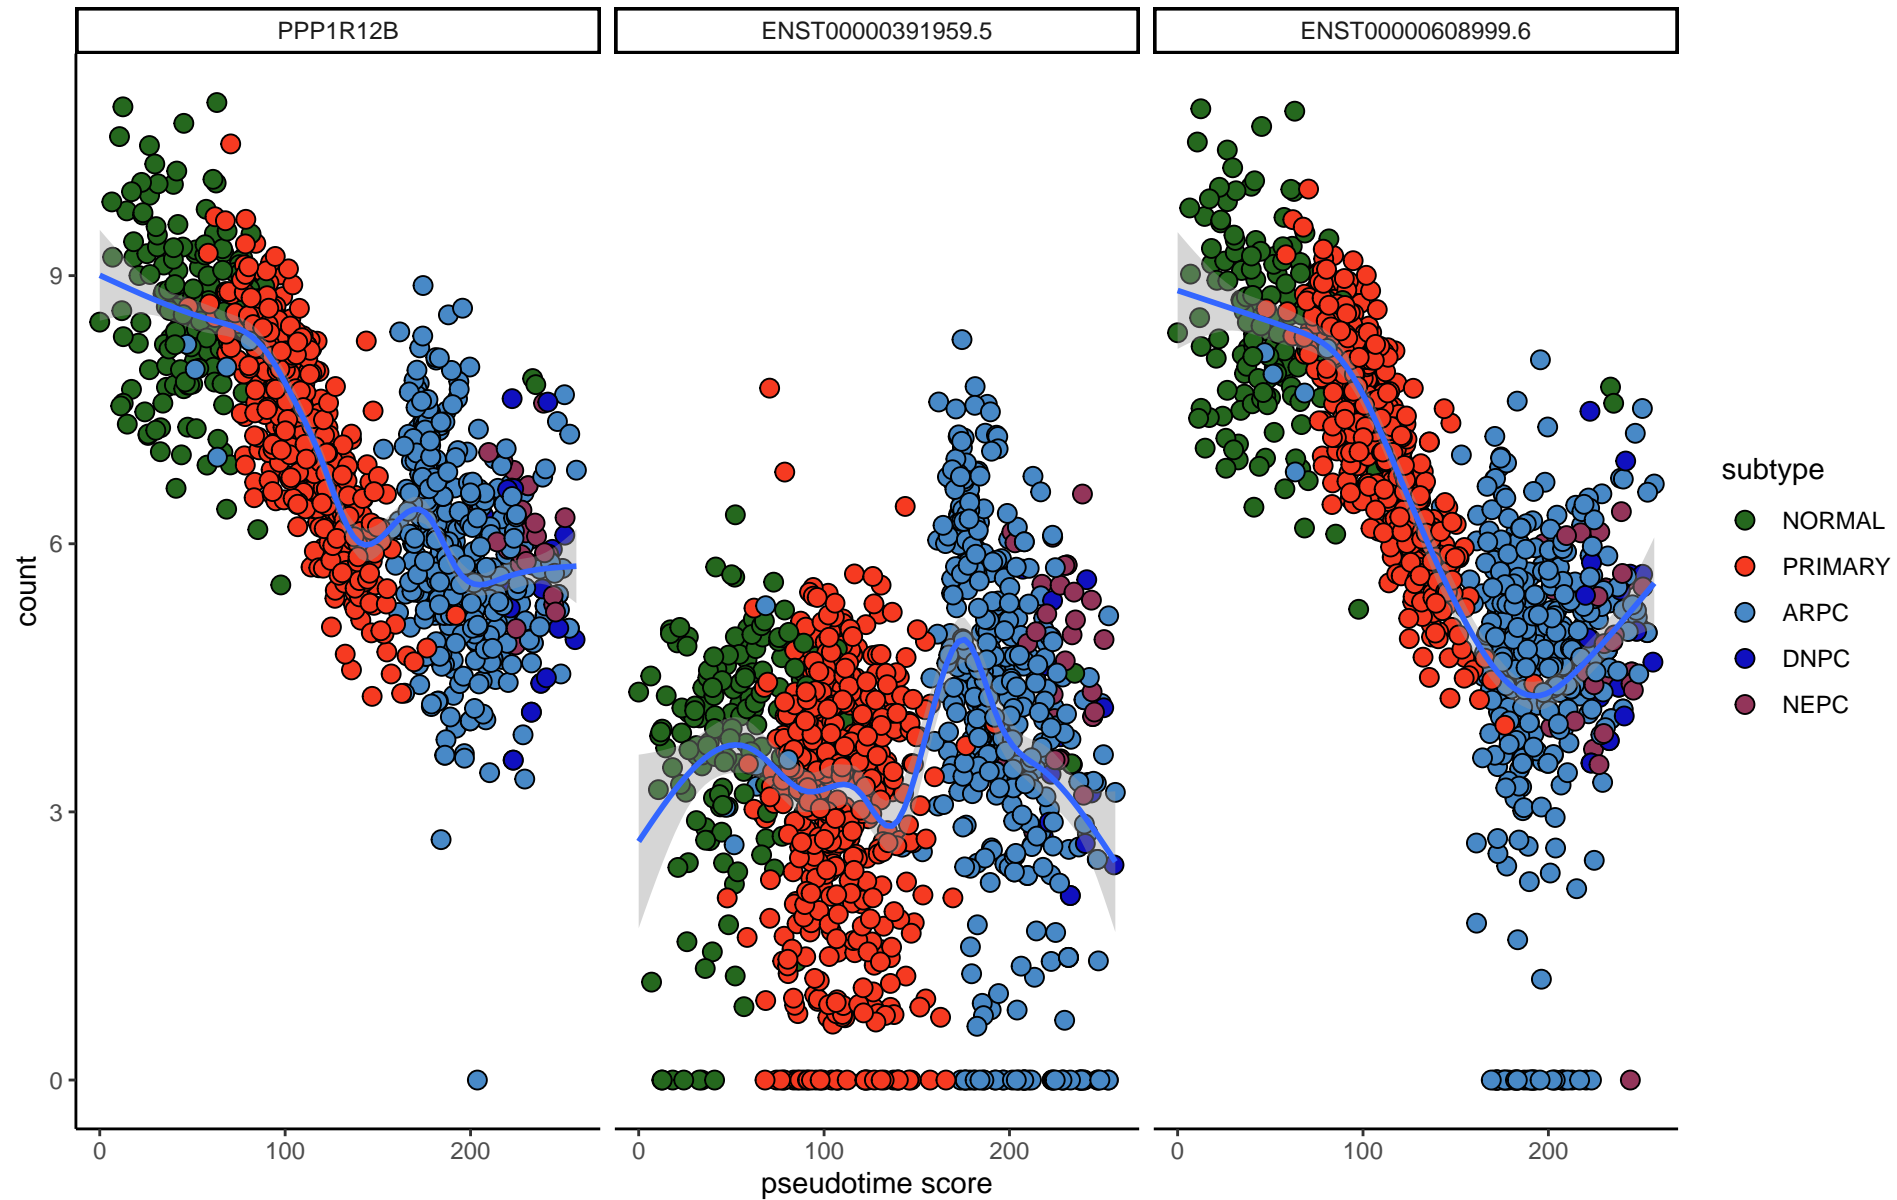 PPP1R12B
ENST00000391959.5
ENST00000608999.6
count
9
6
3
0
0
100
200
0
100
200
0
100
200
pseudotime score
subtype
NORMAL
PRIMARY
ARPC
DNPC
NEPC